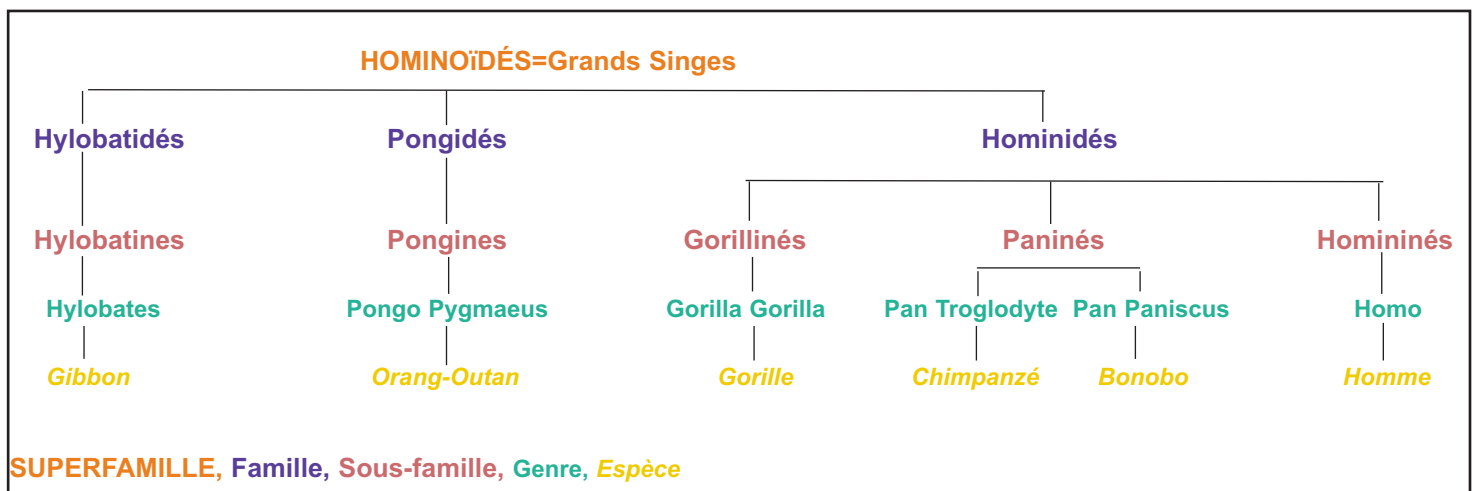 HOMINOïDÉS=Grands Singes
Hylobatidés Pongidés Hominidés
Hylobatines Pongines Gorillinés Paninés Homininés
Hylobates Pongo Pygmaeus Gorilla Gorilla Pan Troglodyte Pan Paniscus Homo
Gibbon Orang-Outan Gorille Chimpanzé Bonobo Homme
SUPERFAMILLE, Famille, Sous-famille, Genre, Espèce